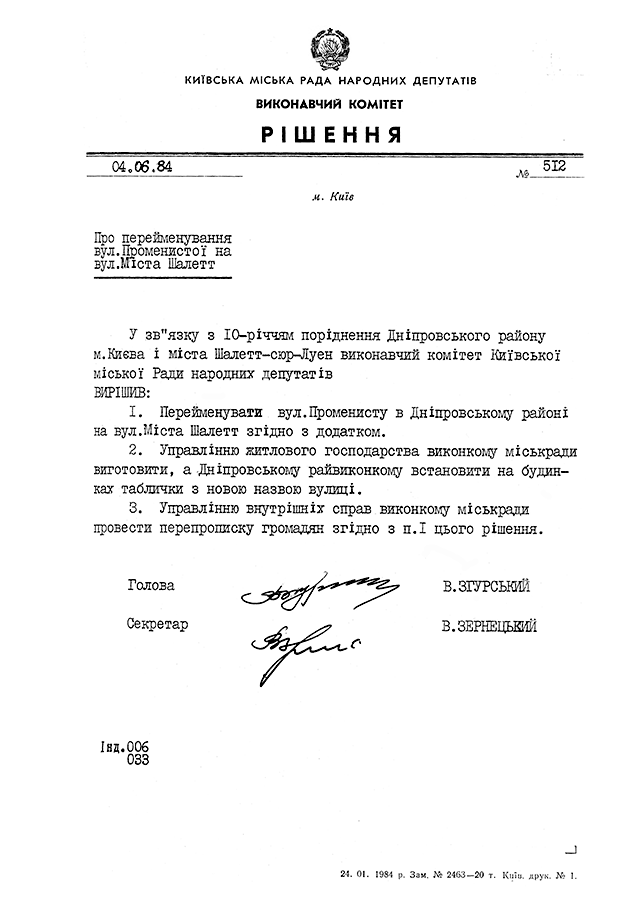 КИЇВСЬКА МІСЬКА РАДА НАРОДНИХ ДЕПУТАТІВ
ВИКОНАВЧИЙ КОМІТЕТ
РІШЕННЯ
04.06.84 № 5I2
м. Київ
Про перейменування
вул.Променистої на
вул.Міста Шалетт
У зв"язку з IO-річчям поріднення Дніпровського району
м.Києва і міста Шалетт-сюр-Луен виконавчий комітет Київської
міської Ради народних депутатів
ВИРІШИВ:
I. Перейменувати вул.Променисту в Дніпровському районі
на вул.Міста Шалетт згідно з додатком.
2. Управлінню житлового господарства виконкому міськради
виготовити, а Дніпровському райвиконкому встановити на будин-
ках таблички з новою назвою вулиці.
3. Управлінню внутрішніх справ виконкому міськради
провести перепрописку громадян згідно з п.I цього рішення.
Голова В.ЗГУРСЬКИЙ
Секретар В.ЗЕРНЕЦЬКИЙ
Інд.006
033
24. 01. 1984 р. Зам. № 2463—20 т. Київ. друк. № 1.